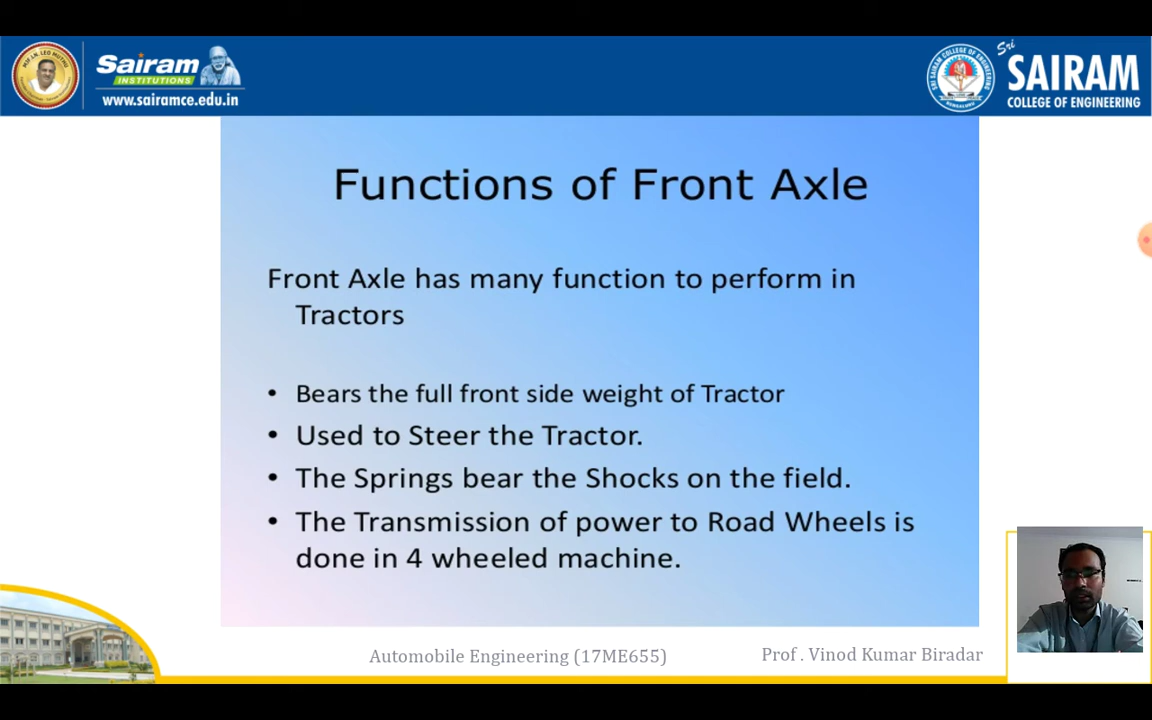 Sairam
INSTITUTIONS
www.sairamce.edu.in
Sri
SAIRAM
COLLEGE OF ENGINEERING
Functions of Front Axle
Front Axle has many function to perform in
Tractors
• Bears the full front side weight of Tractor
• Used to Steer the Tractor.
• The Springs bear the Shocks on the field.
• The Transmission of power to Road Wheels is
done in 4 wheeled machine.
Automobile Engineering (17ME655)
Prof . Vinod Kumar Biradar